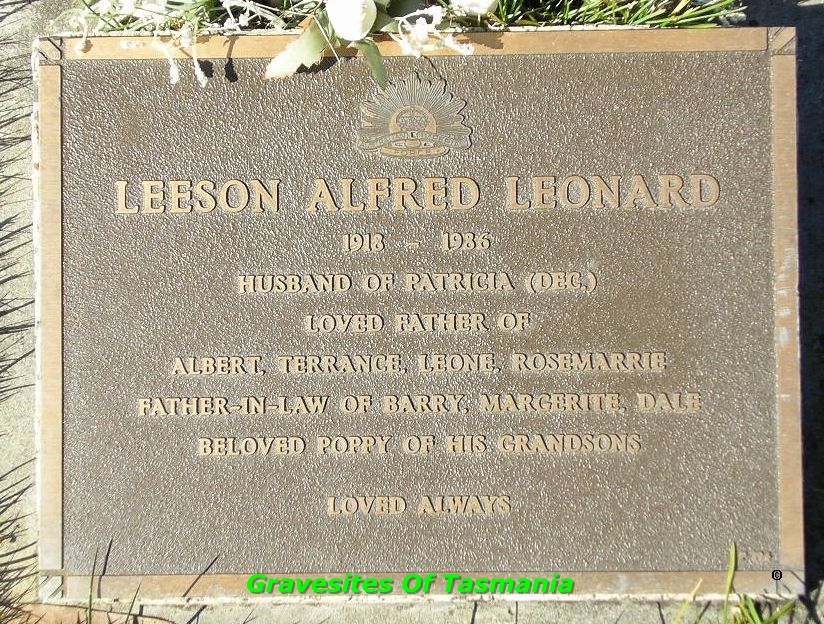 LEESON ALFRED LEONARD
1918 - 1986
HUSBAND OF PATRICIA (DEC,)
LOVED FATHER OF
ALBERT, TERRANCE, LEONE, ROSEMARRIE
FATHER-IN-LAW OF BARRY, MARGERITE, DALE
BELOVED POPPY OF HIS GRANDSONS
LOVED ALWAYS
Gravesites Of Tasmania
©